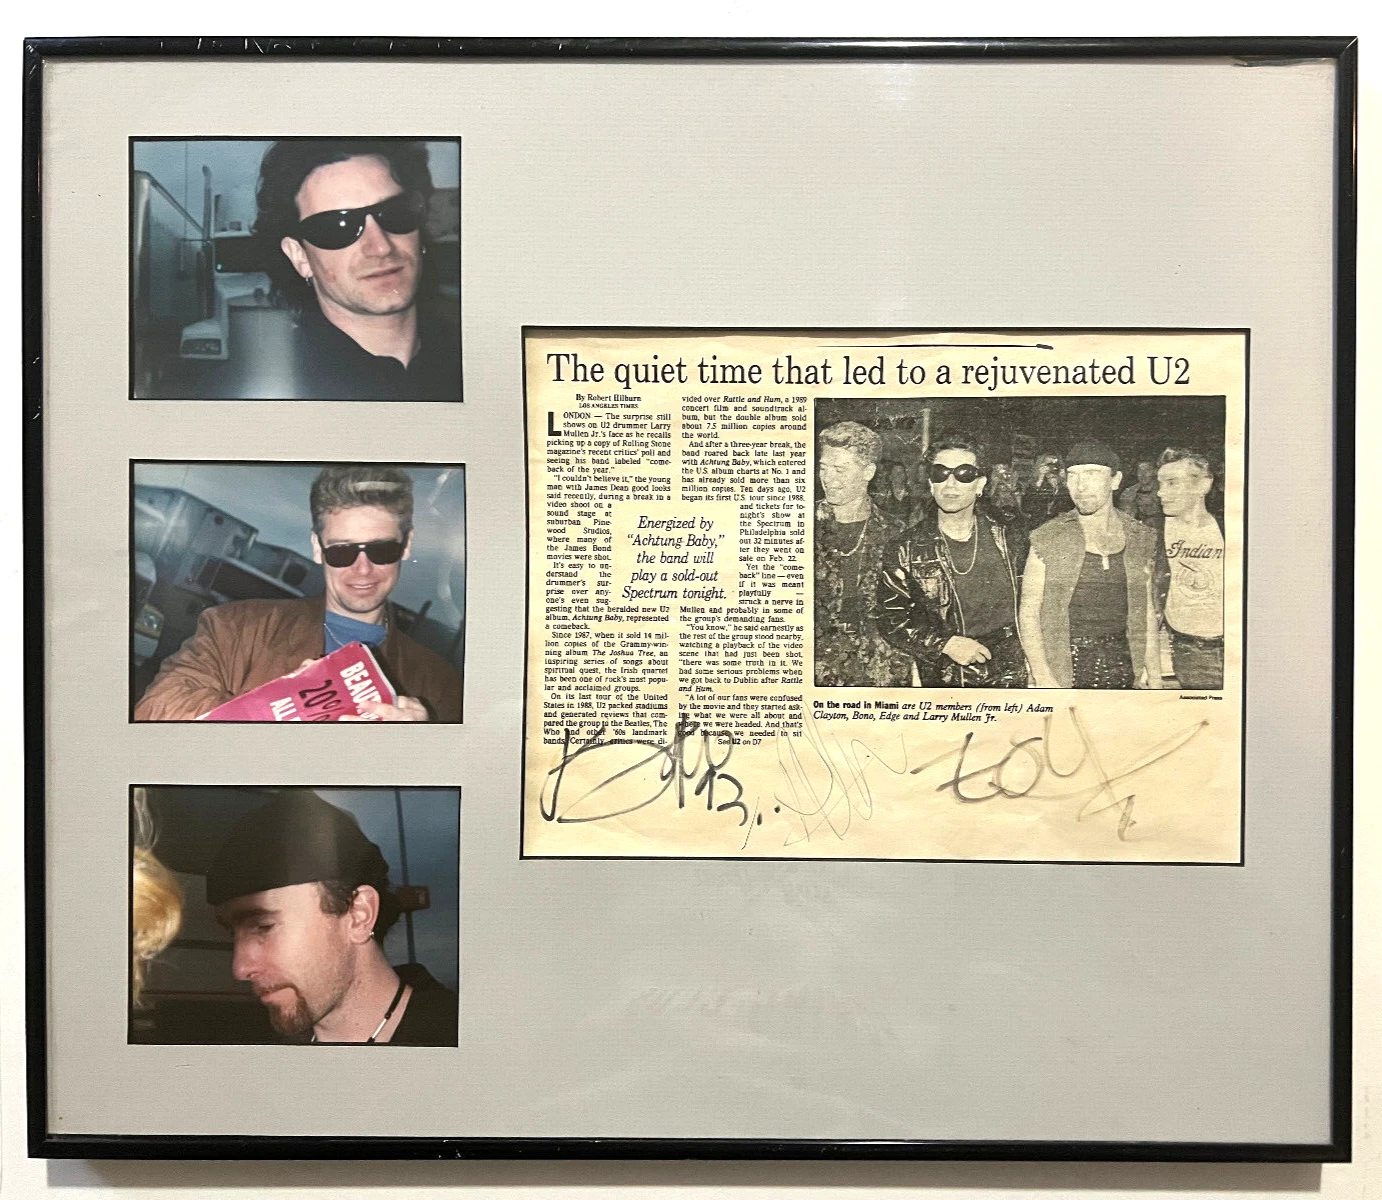 BEAU
20%
ALL
The quiet time that led to a rejuvenated U2
By Robert Hilburn
LOS ANGELES TIMES
LONDON — The surprise still
shows on U2 drummer Larry
Mullen Jr.'s face as he recalls
picking up a copy of Rolling Stone
magazine's recent critics' poll and
seeing his band labeled "come-
back of the year."
"I couldn't believe it," the young
man with James Dean good looks
said recently, during a break in a
video shoot on a
sound stage at
suburban Pine-
wood Studios,
where many of
the James Bond
movies were shot.
It's easy to un-
derstand the
drummer's sur-
prise over any-
one's even sug-
gesting that the heralded new U2
album, Achtung Baby, represented
a comeback.
Since 1987, when it sold 14 mil-
lion copies of the Grammy-win-
ning album The Joshua Tree, an
inspiring series of songs about
spiritual quest, the Irish quartet
has been one of rock's most popu-
lar and acclaimed groups.
On its last tour of the United
States in 1988, U2 packed stadiums
and generated reviews that com-
pared the group to the Beatles, The
Who and other '60s landmark
bands. Certainly, critics were di-
Energized by
"Achtung Baby,"
the band will
play a sold-out
Spectrum tonight.
vided over Rattle and Hum, a 1989
concert film and soundtrack al-
bum, but the double album sold
about 7.5 million copies around
the world.
And after a three-year break, the
band roared back late last year
with Achtung Baby, which entered
the U.S. album charts at No. 1 and
has already sold more than six
million copies. Ten days ago, U2
began its first U.S. tour since 1988,
and tickets for to-
night's show at
the Spectrum in
Philadelphia sold
out 32 minutes af-
ter they went on
sale on Feb. 22.
Yet the "come-
back" line — even
if it was meant
playfully —
struck a nerve in
Mullen and probably in some of
the group's demanding fans.
"You know," he said earnestly as
the rest of the group stood nearby,
watching a playback of the video
scene that had just been shot,
"there was some truth in it. We
had some serious problems when
we got back to Dublin after Rattle
and Hum.
"A lot of our fans were confused
by the movie and they started ask-
ing what we were all about and
where we were headed. And that's
good because we needed to sit
See U2 on D7
Indian
Associated Press
On the road in Miami are U2 members (from left) Adam
Clayton, Bono, Edge and Larry Mullen Jr.